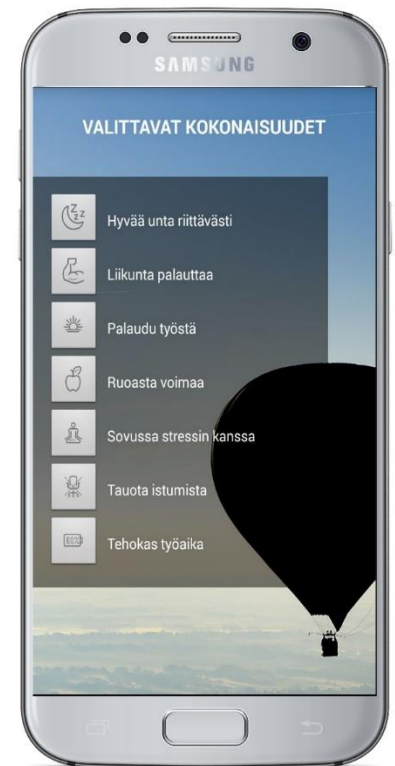 SAMSUNG
VALITTAVAT KOKONAISUUDET
Hyvää unta riittävästi
Liikunta palauttaa
Palaudu työstä
Ruoasta voimaa
Sovussa stressin kanssa
Tauota istumista
Tehokas työaika